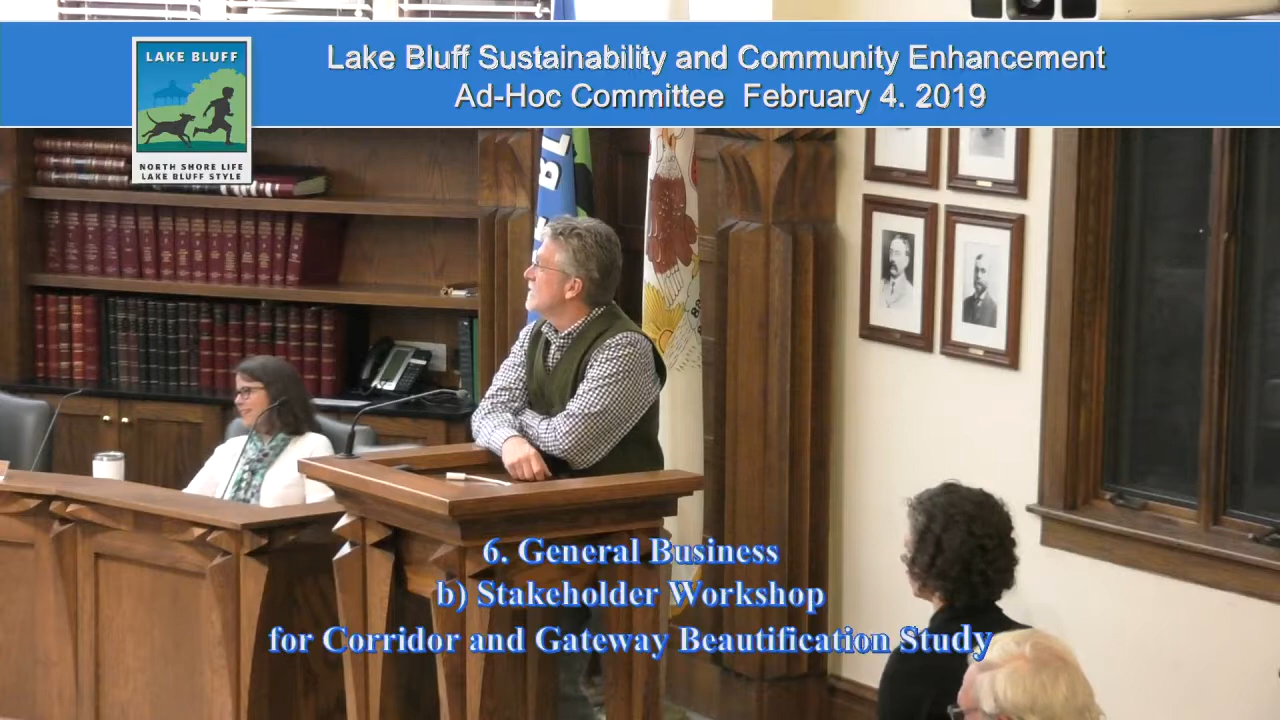 LAKE BLUFF
NORTH SHORE LIFE
LAKE BLUFF STYLE
Lake Bluff Sustainability and Community Enhancement
Ad-Hoc Committee February 4. 2019
BL
6. General Business
b) Stakeholder Workshop
for Corridor and Gateway Beautification Study